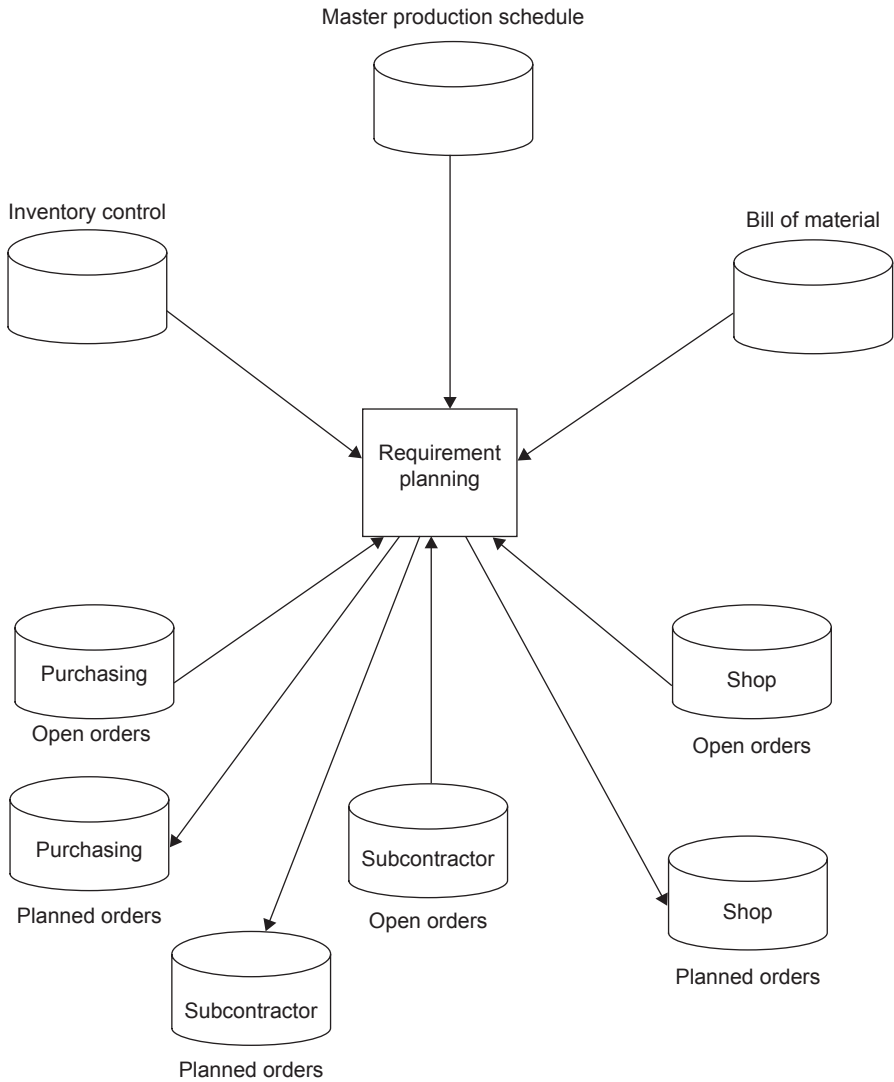 Master production schedule
Inventory control
Bill of material
Requirement
planning
Purchasing
Open orders
Shop
Open orders
Purchasing
Planned orders
Subcontractor
Open orders
Shop
Planned orders
Subcontractor
Planned orders